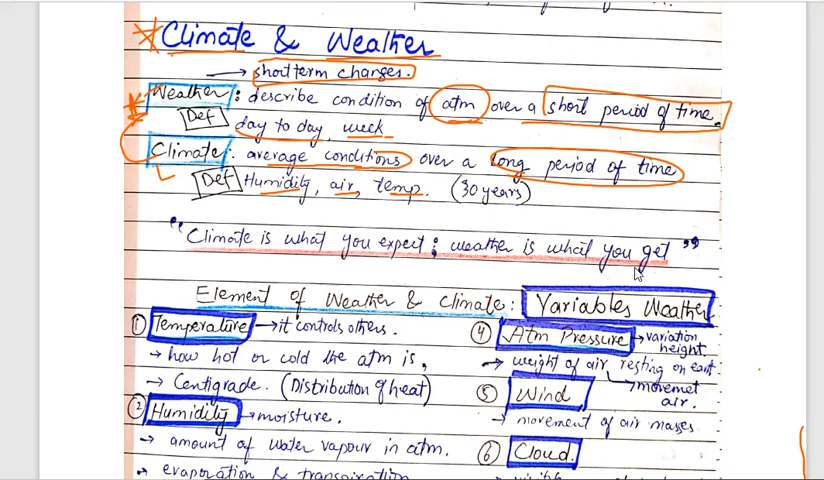 Climate & Weather
→ short term changes.
Weather : describe condition of atm over a short period of time.
Def day to day, week
Climate : average conditions over a long period of time
Def Humidity, air, temp. (30 years)
"Climate is what you expect ; weather is what you get"
Element of Weather & Climate : Variables Weather
① Temperature → it controls others.
→ how hot or cold the atm is,
→ Centigrade. (Distribution of heat)
② Humidity → moisture.
→ amount of water vapour in atm.
→ evaporation & transpiration
④ Atm Pressure → variation
height.
→ weight of air resting on eart.
→ movemet
air.
⑤ Wind
→ movement of air masses
⑥ Cloud.